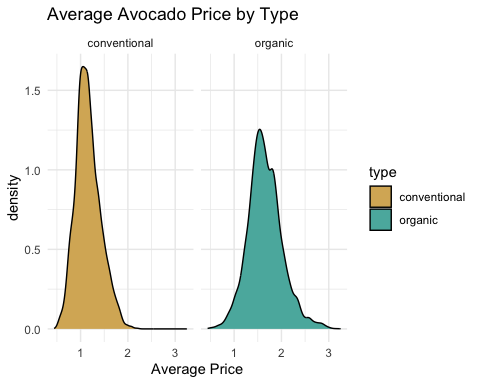 Average Avocado Price by Type
conventional organic
density
1.5
1.0
0.5
0.0
1 2 3 1 2 3
Average Price
type
conventional
organic